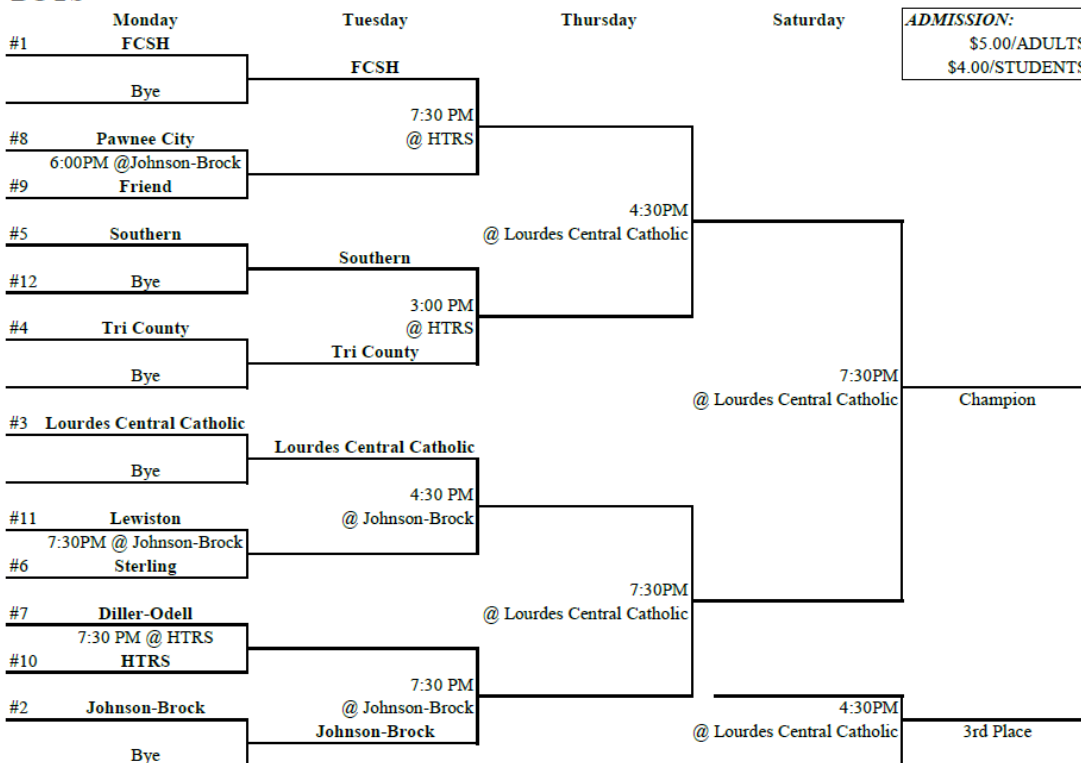 Monday Tuesday Thursday Saturday ADMISSION:
#1 FCSH $5.00/ADULTS
FCSH $4.00/STUDENTS
Bye
7:30 PM
#8 Pawnee City @ HTRS
6:00PM @Johnson-Brock
#9 Friend
4:30PM
#5 Southern @ Lourdes Central Catholic
Southern
#12 Bye
3:00 PM
#4 Tri County @ HTRS
Tri County
Bye 7:30PM
@ Lourdes Central Catholic Champion
#3 Lourdes Central Catholic
Lourdes Central Catholic
Bye
4:30 PM
#11 Lewiston @ Johnson-Brock
7:30PM @ Johnson-Brock
#6 Sterling
7:30PM
#7 Diller-Odell @ Lourdes Central Catholic
7:30 PM @ HTRS
#10 HTRS
7:30 PM
#2 Johnson-Brock @ Johnson-Brock 4:30PM
Johnson-Brock @ Lourdes Central Catholic 3rd Place
Bye